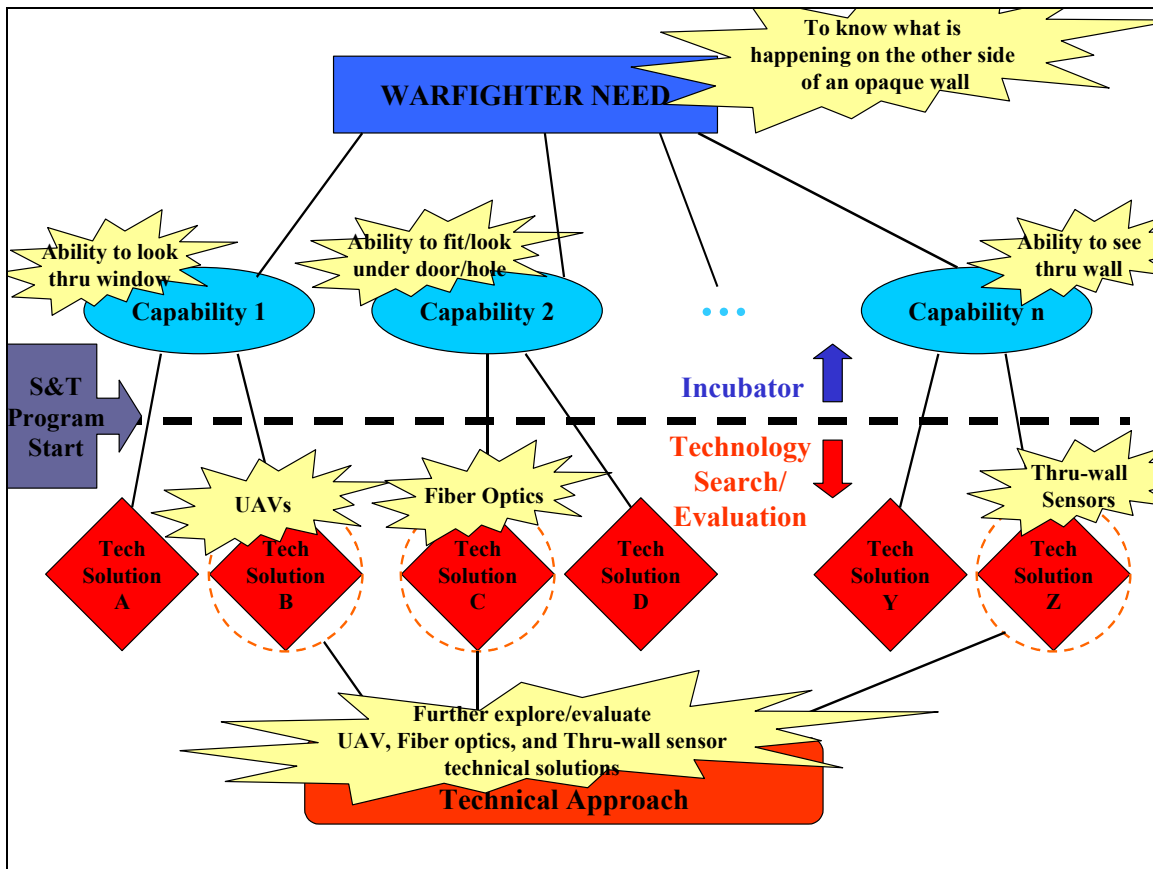 To know what is
happening on the other side
of an opaque wall
WARFIGHTER NEED
Ability to look
thru window
Capability 1
Ability to fit/look
under door/hole
Capability 2
...
Ability to see
thru wall
Capability n
S&T
Program
Start
Incubator
Technology
Search/
Evaluation
UAVs
Fiber Optics
Thru-wall
Sensors
Tech
Solution
A
Tech
Solution
B
Tech
Solution
C
Tech
Solution
D
Tech
Solution
Y
Tech
Solution
Z
Further explore/evaluate
UAV, Fiber optics, and Thru-wall sensor
technical solutions
Technical Approach